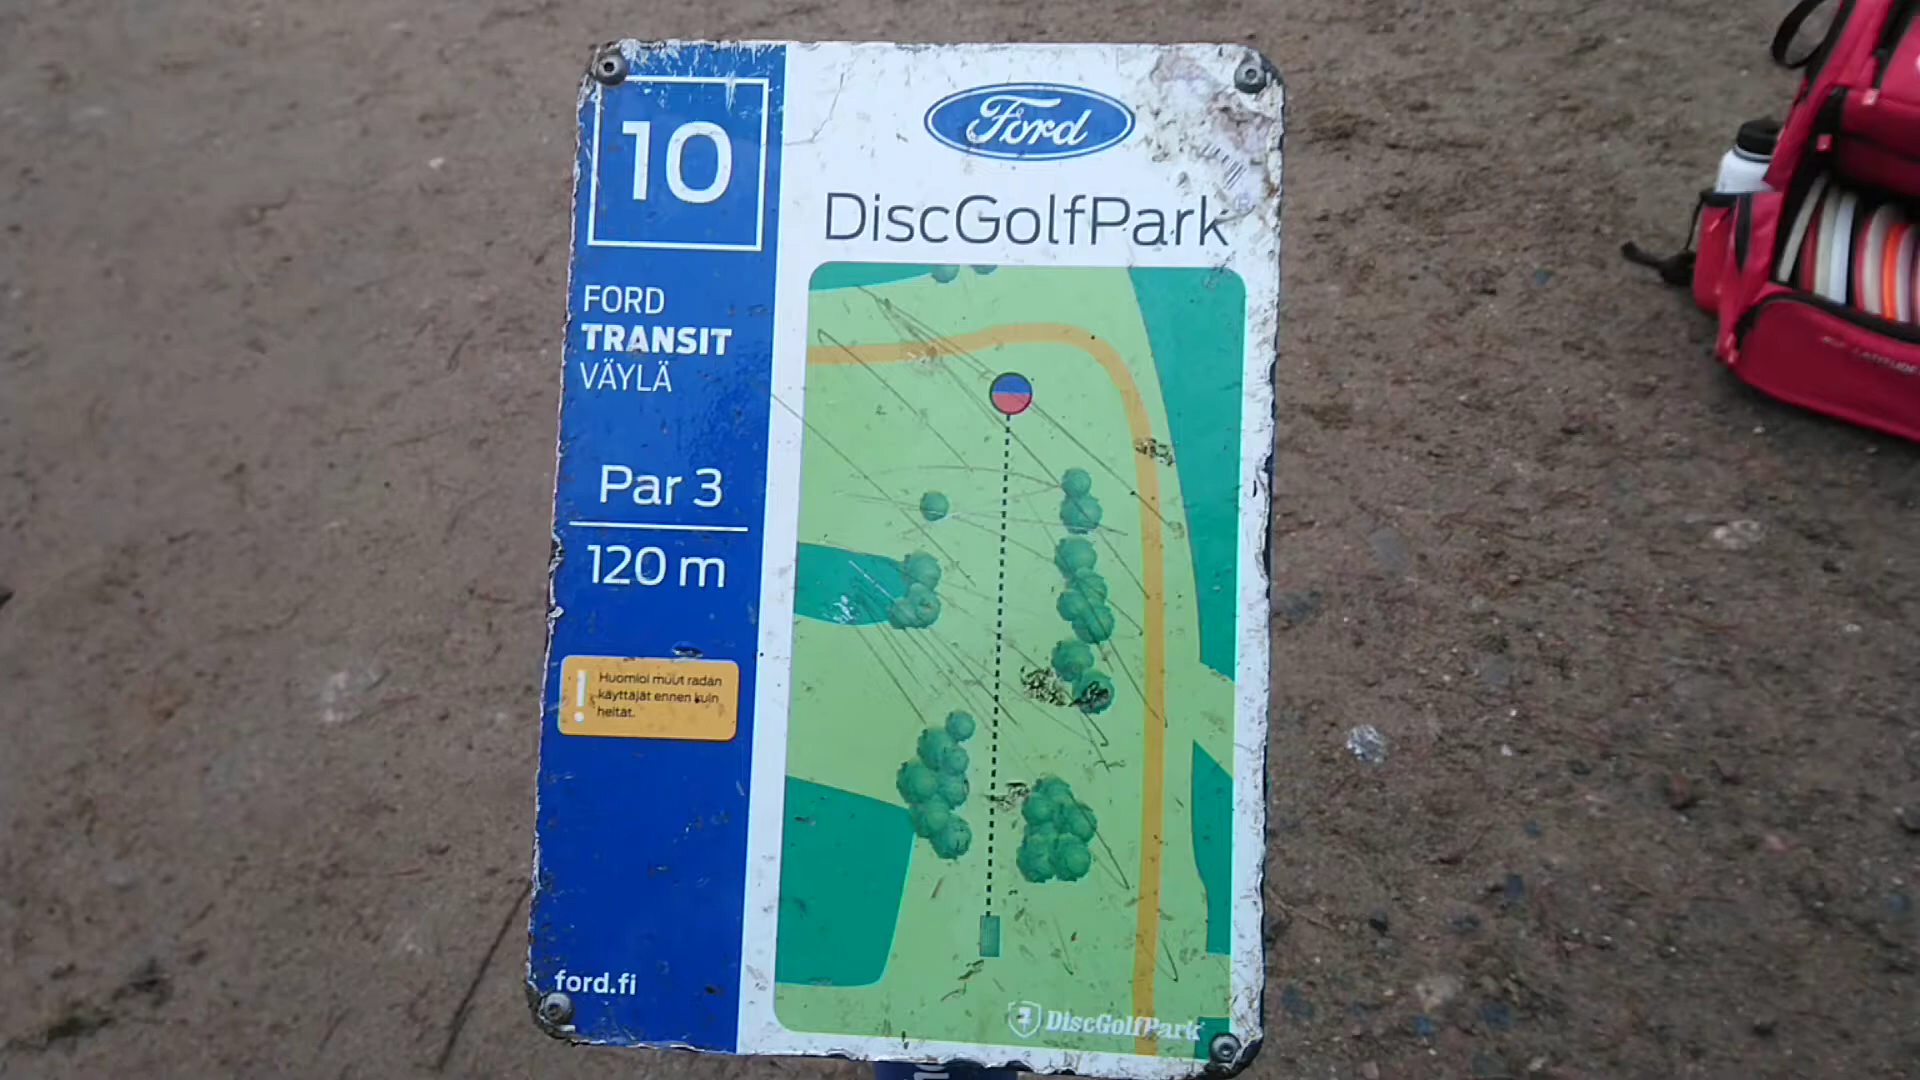 10
FORD
TRANSIT
VÄYLÄ
Par 3
120 m
! Huomioi muut radan
käyttäjät ennen kuin
heität.
ford.fi
Ford
DiscGolfPark
DiscGolfPark
LATITUDE